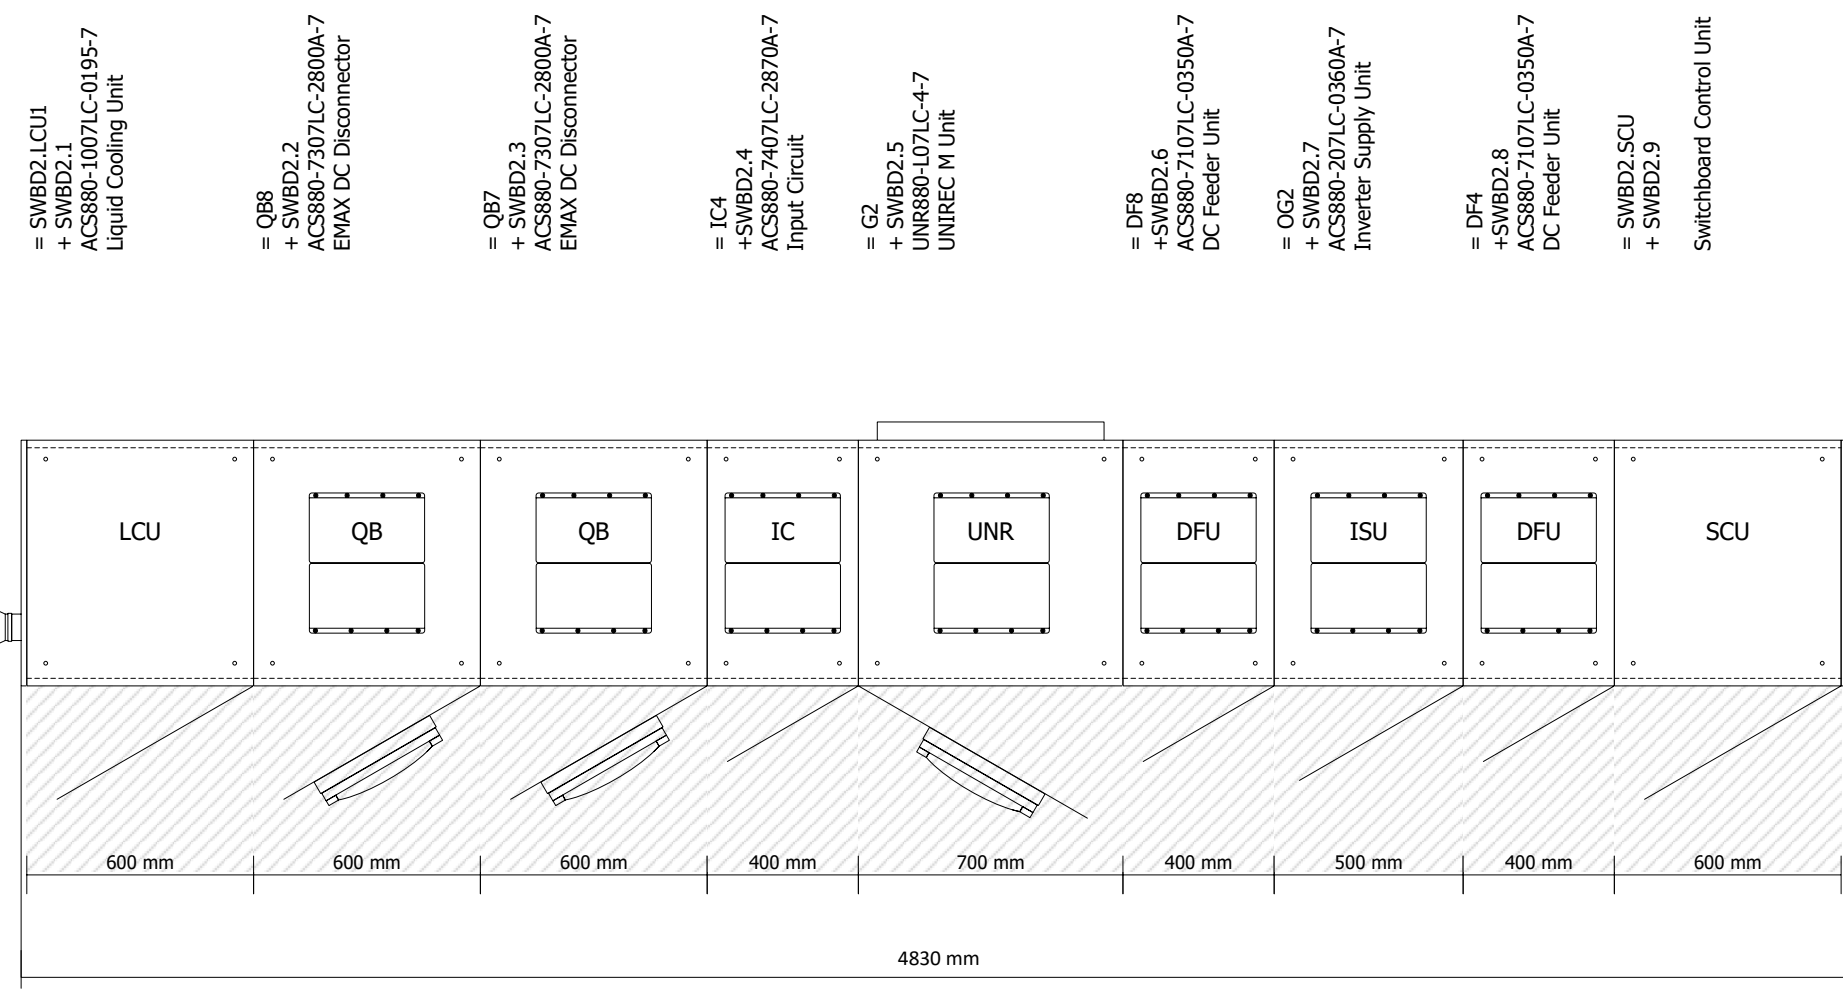 = SWBD2.LCU1
+ SWBD2.1
ACS880-1007LC-0195-7
Liquid Cooling Unit
= QB8
+ SWBD2.2
ACS880-7307LC-2800A-7
EMAX DC Disconnector
= QB7
+ SWBD2.3
ACS880-7307LC-2800A-7
EMAX DC Disconnector
= IC4
+SWBD2.4
ACS880-7407LC-2870A-7
Input Circuit
= G2
+ SWBD2.5
UNR880-L07LC-4-7
UNIREC M Unit
= DF8
+SWBD2.6
ACS880-7107LC-0350A-7
DC Feeder Unit
= OG2
+ SWBD2.7
ACS880-207LC-0360A-7
Inverter Supply Unit
= DF4
+SWBD2.8
ACS880-7107LC-0350A-7
DC Feeder Unit
= SWBD2.SCU
+ SWBD2.9
Switchboard Control Unit
LCU
QB
QB
IC
UNR
DFU
ISU
DFU
SCU
600 mm
600 mm
600 mm
400 mm
700 mm
400 mm
500 mm
400 mm
600 mm
4830 mm